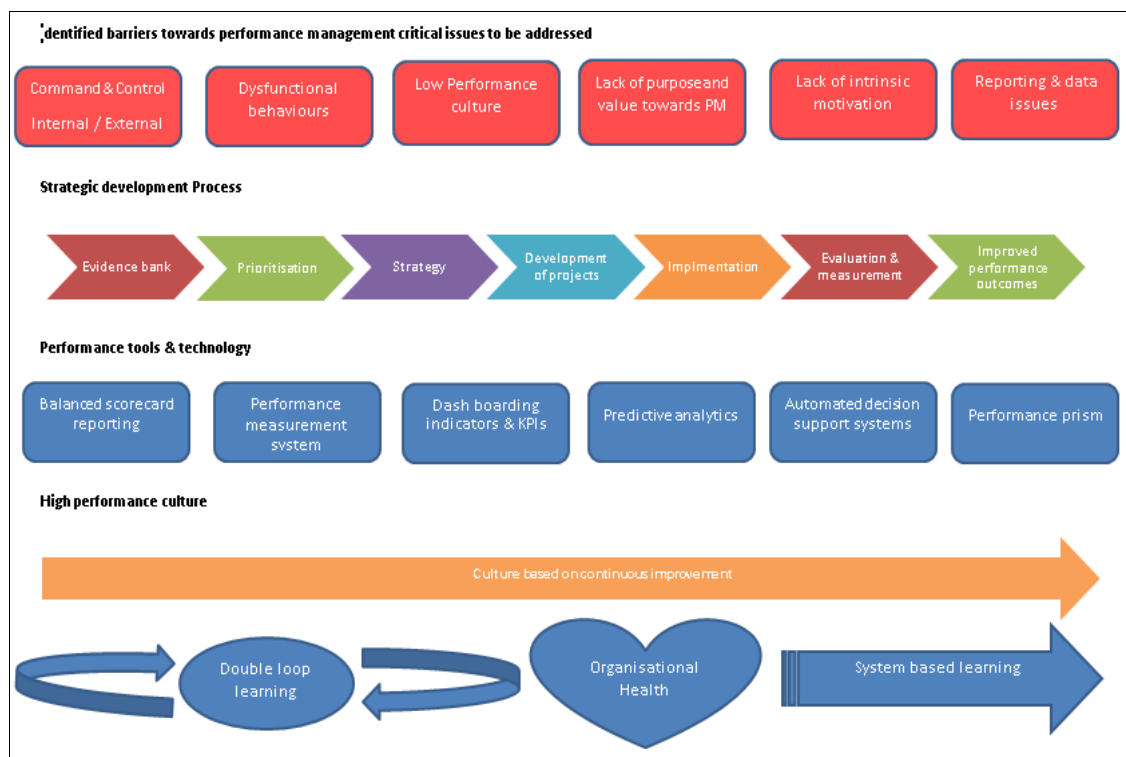 'dentified barriers towards performance management critical issues to be addressed
Command & Control
Internal / External
Dysfunctional
behaviours
Low Performance
culture
Lack of purposeand
value towards PM
Lack of intrinsic
motivation
Reporting & data
issues
Strategic development Process
Evidence bank
Prioritisation
Strategy
Development
of projects
Implmentation
Evaluation &
measurement
Improved
performance
outcomes
Performance tools & technology
Balanced scorecard
reporting
Performance
measurement
system
Dash boarding
indicators & KPIs
Predictive analytics
Automated decision
support systems
Performance prism
High performance culture
Culture based on continuous improvement
Double loop
learning
Organisational
Health
System based learning